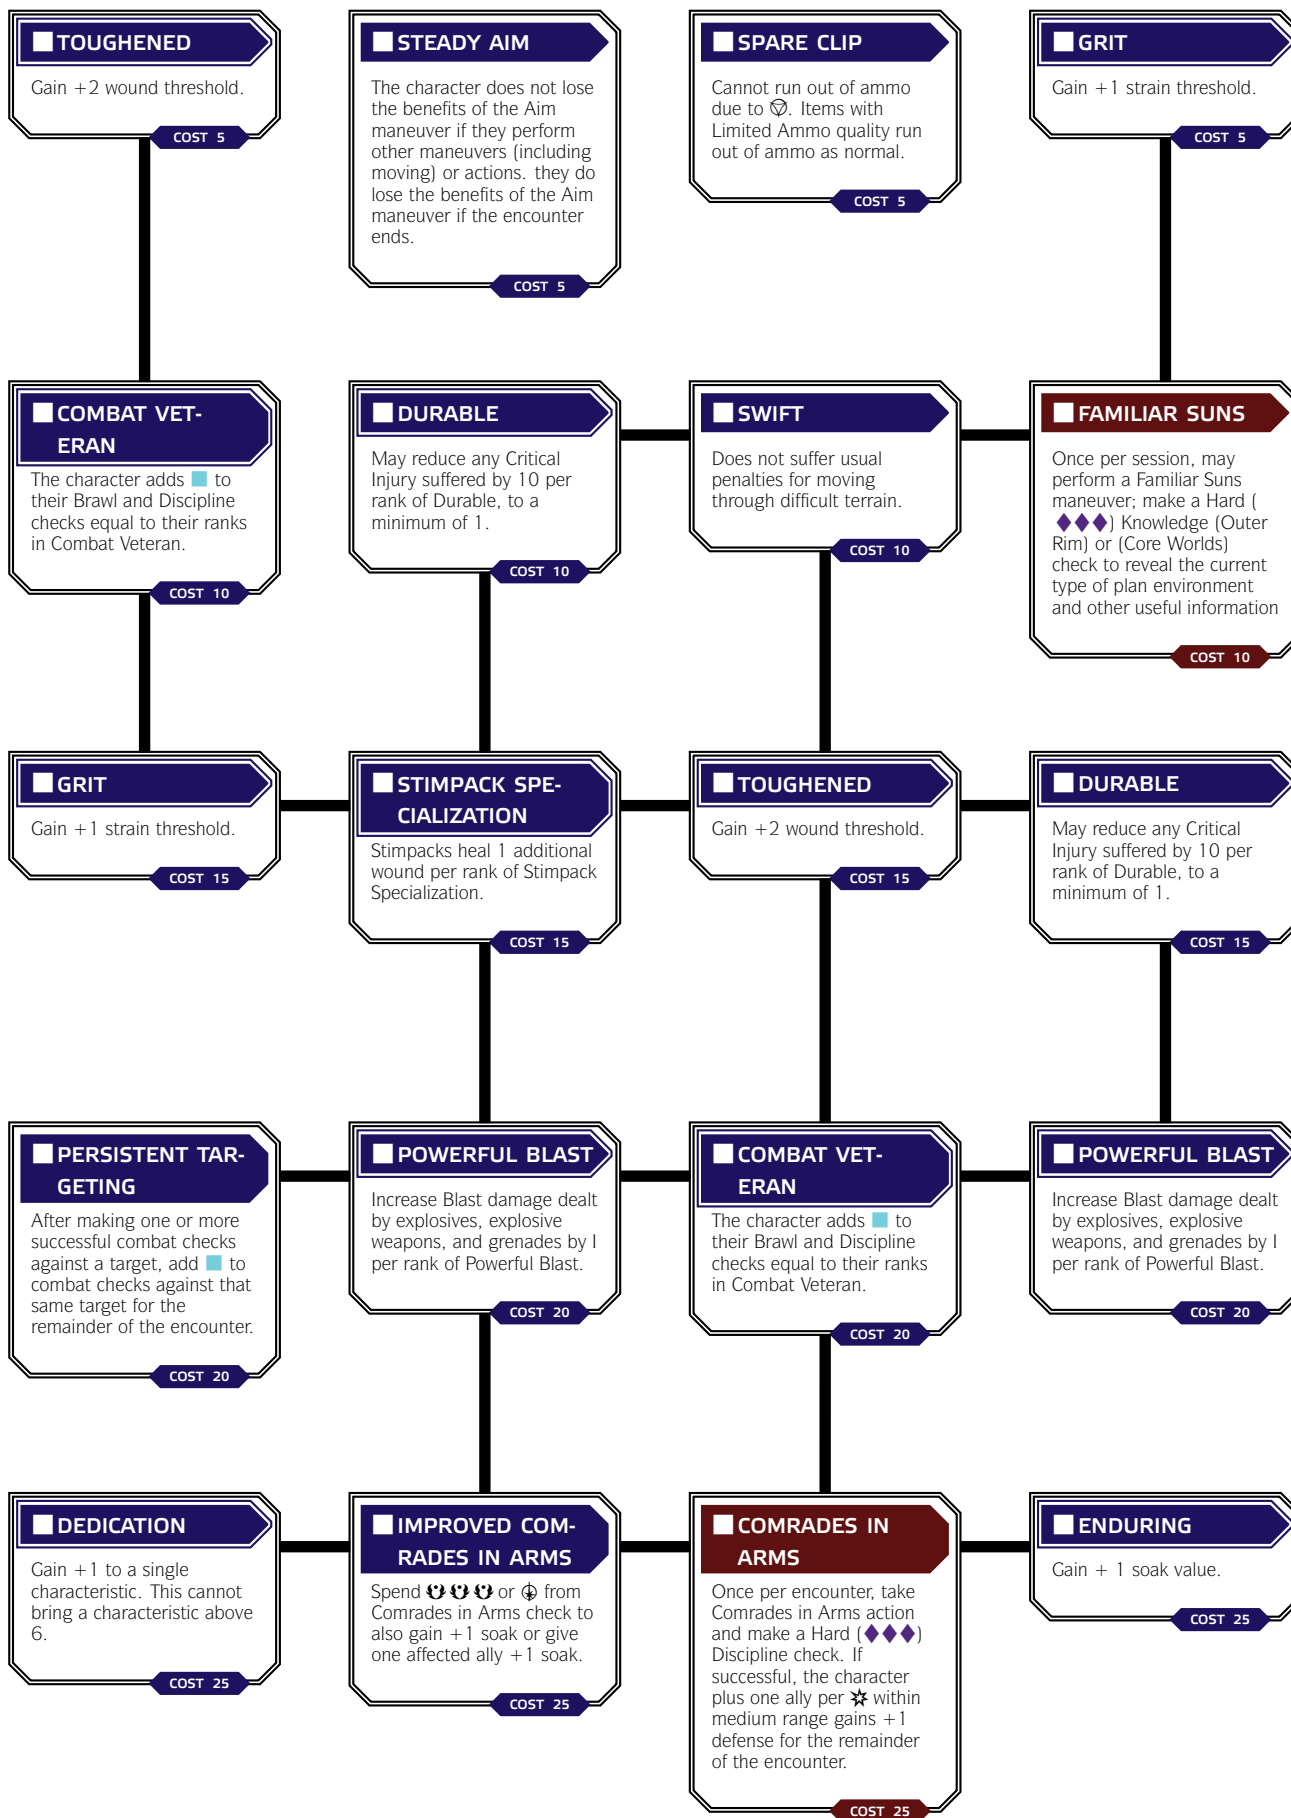 TOUGHENED
Gain +2 wound threshold.
COST 5
STEADY AIM
The character does not lose
the benefits of the Aim
maneuver if they perform
other maneuvers (including
moving) or actions. they do
lose the benefits of the Aim
maneuver if the encounter
ends.
COST 5
SPARE CLIP
Cannot run out of ammo
due to . Items with
Limited Ammo quality run
out of ammo as normal.
COST 5
GRIT
Gain +1 strain threshold.
COST 5
COMBAT VET-
ERAN
The character adds to
their Brawl and Discipline
checks equal to their ranks
in Combat Veteran.
COST 10
DURABLE
May reduce any Critical
Injury suffered by 10 per
rank of Durable, to a
minimum of 1.
COST 10
SWIFT
Does not suffer usual
penalties for moving
through difficult terrain.
COST 10
FAMILIAR SUNS
Once per session, may
perform a Familiar Suns
maneuver; make a Hard (
◆◆◆) Knowledge (Outer
Rim) or (Core Worlds)
check to reveal the current
type of plan environment
and other useful information
COST 10
GRIT
Gain +1 strain threshold.
COST 15
STIMPACK SPE-
CIALIZATION
Stimpacks heal 1 additional
wound per rank of Stimpack
Specialization.
COST 15
TOUGHENED
Gain +2 wound threshold.
COST 15
DURABLE
May reduce any Critical
Injury suffered by 10 per
rank of Durable, to a
minimum of 1.
COST 15
PERSISTENT TAR-
GETING
After making one or more
successful combat checks
against a target, add to
combat checks against that
same target for the
remainder of the encounter.
COST 20
POWERFUL BLAST
Increase Blast damage dealt
by explosives, explosive
weapons, and grenades by I
per rank of Powerful Blast.
COST 20
COMBAT VET-
ERAN
The character adds to
their Brawl and Discipline
checks equal to their ranks
in Combat Veteran.
COST 20
POWERFUL BLAST
Increase Blast damage dealt
by explosives, explosive
weapons, and grenades by I
per rank of Powerful Blast.
COST 20
DEDICATION
Gain +1 to a single
characteristic. This cannot
bring a characteristic above
6.
COST 25
IMPROVED COM-
RADES IN ARMS
Spend or from
Comrades in Arms check to
also gain +1 soak or give
one affected ally +1 soak.
COST 25
COMRADES IN
ARMS
Once per encounter, take
Comrades in Arms action
and make a Hard (◆◆◆)
Discipline check. If
successful, the character
plus one ally per within
medium range gains +1
defense for the remainder
of the encounter.
COST 25
ENDURING
Gain + 1 soak value.
COST 25